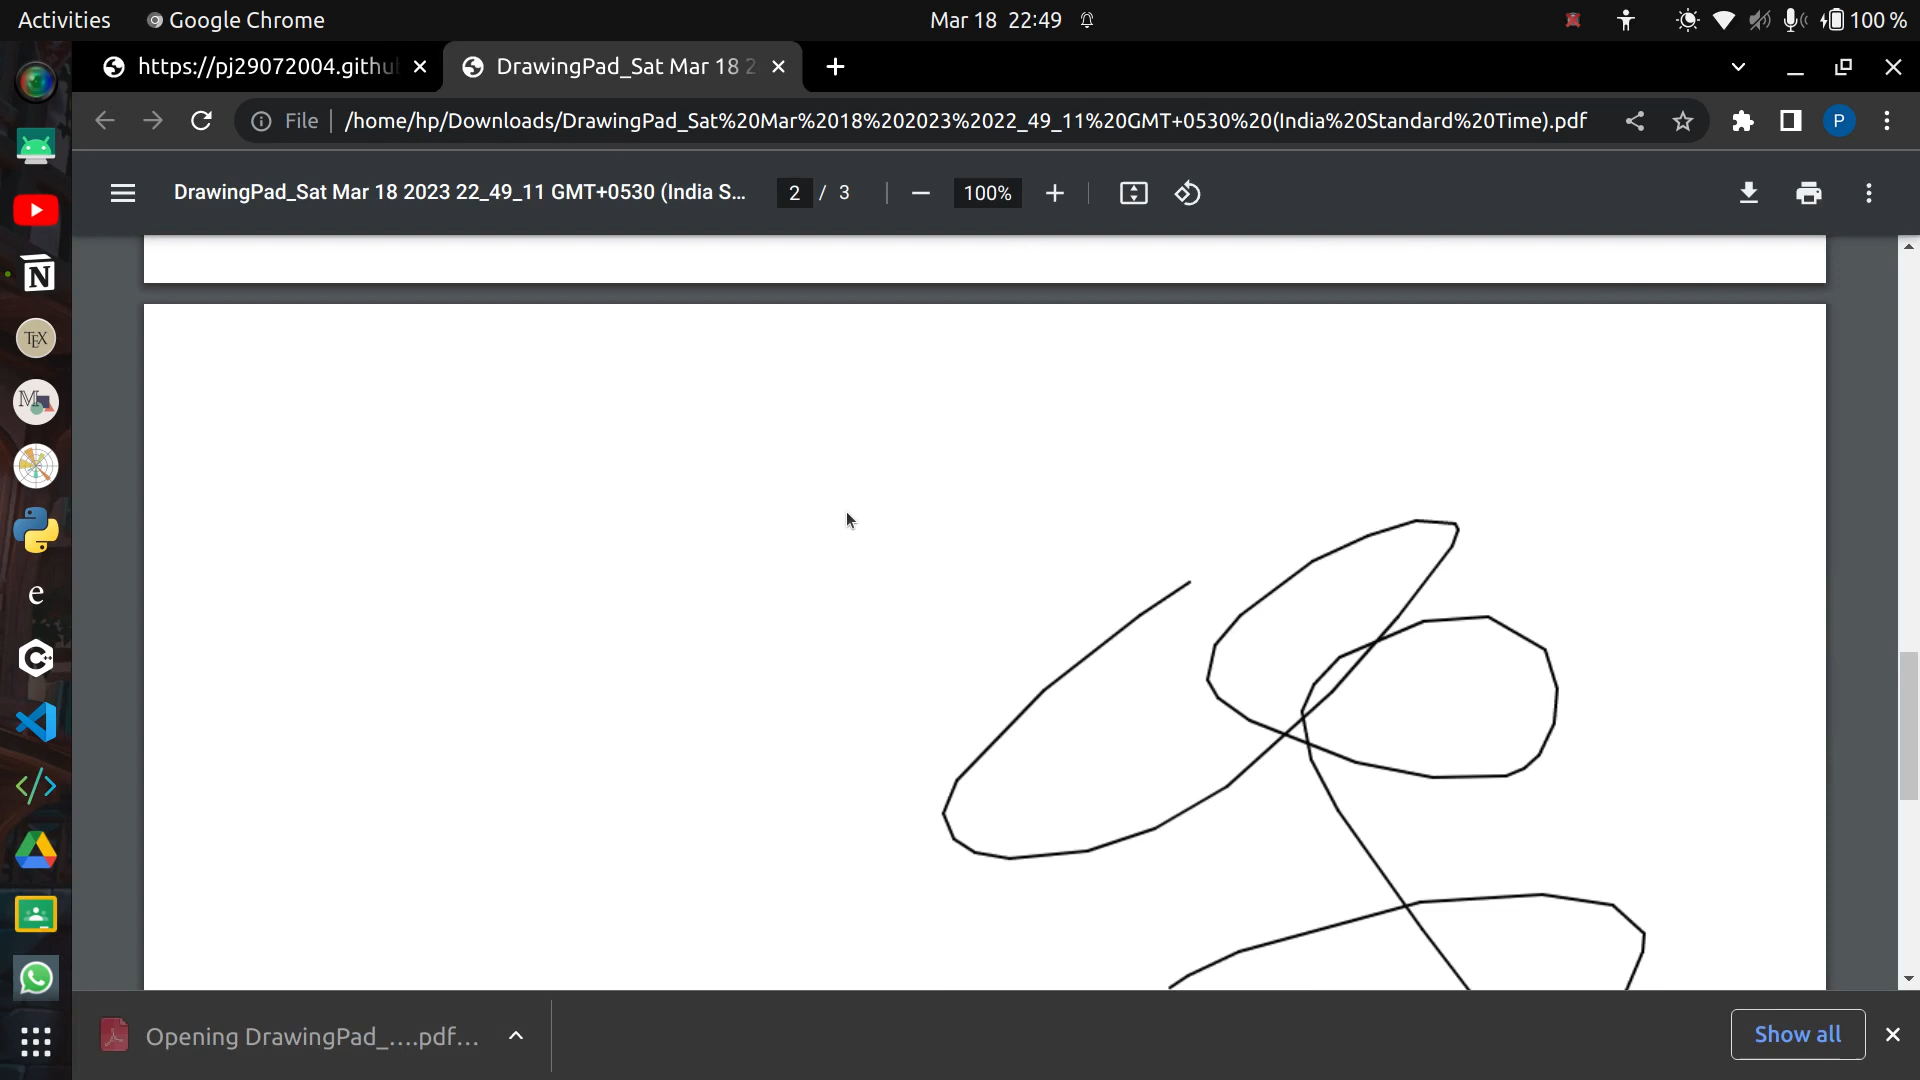 Activities Google Chrome Mar 18 22:49 100 %
https://pj29072004.githu DrawingPad_Sat Mar 18 2
File /home/hp/Downloads/DrawingPad_Sat%20Mar%2018%202023%2022_49_11%20GMT+0530%20(India%20Standard%20Time).pdf P
DrawingPad_Sat Mar 18 2023 22_49_11 GMT+0530 (India S... 2 / 3 100%
N
TEX
M
e
C
Opening DrawingPad_....pdf... Show all